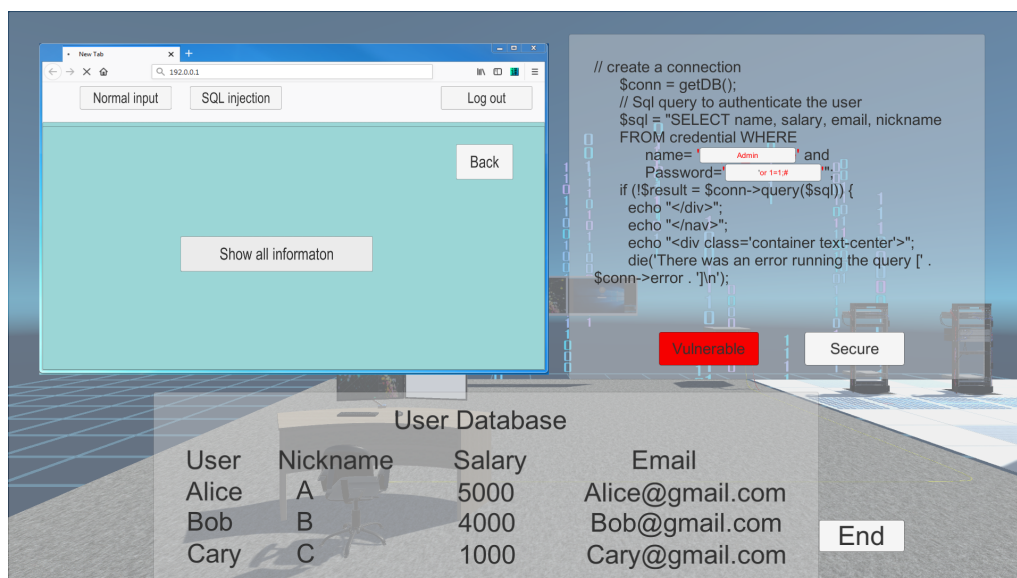 New Tab
192.0.0.1
Normal input SQL injection Log out
Back
Show all informaton
// create a connection
$conn = getDB();
// Sql query to authenticate the user
$sql = "SELECT name, salary, email, nickname
FROM credential WHERE
name= ' Admin ' and
Password=' 'or 1=1;# '";
if (!$result = $conn->query($sql)) {
echo "</div>";
echo "</nav>";
echo "<div class='container text-center'>";
die('There was an error running the query [' .
$conn->error . ']\n');
Vulnerable Secure
User Database
User Nickname Salary Email
Alice A 5000 Alice@gmail.com
Bob B 4000 Bob@gmail.com
Cary C 1000 Cary@gmail.com
End